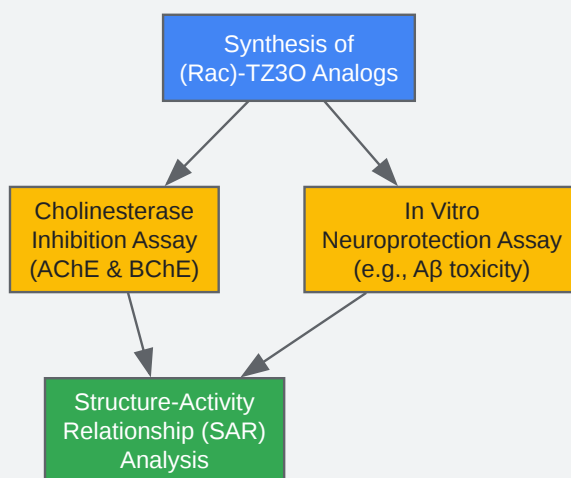 Synthesis of
(Rac)-TZ3O Analogs
Cholinesterase
Inhibition Assay
(AChE & BChE)
In Vitro
Neuroprotection Assay
(e.g., Aβ toxicity)
Structure-Activity
Relationship (SAR)
Analysis